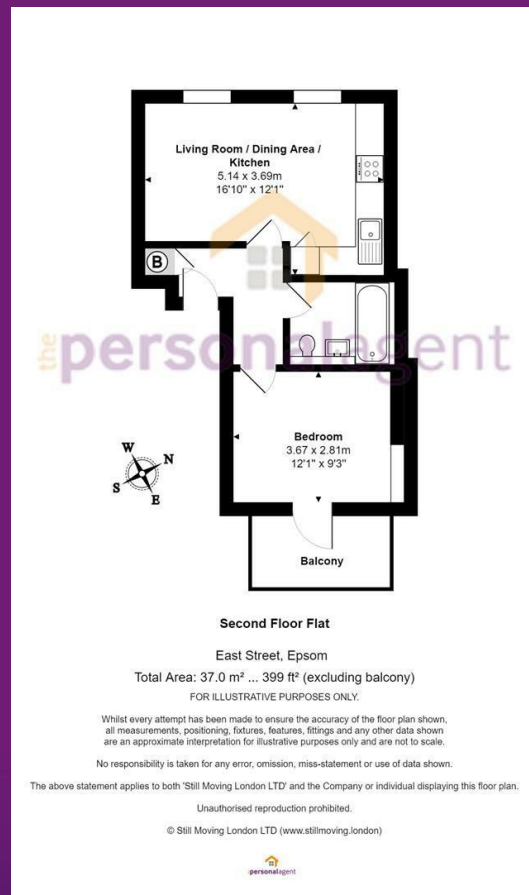 Living Room / Dining Area /
Kitchen
5.14 x 3.69m
16'10" x 12'1"
B
the personalagent
Bedroom
3.67 x 2.81m
12'1" x 9'3"
W
N
S
E
Balcony
Second Floor Flat
East Street, Epsom
Total Area: 37.0 m² ... 399 ft² (excluding balcony)
FOR ILLUSTRATIVE PURPOSES ONLY.
Whilst every attempt has been made to ensure the accuracy of the floor plan shown,
all measurements, positioning, fixtures, features, fittings and any other data shown
are an approximate interpretation for illustrative purposes only and are not to scale.
No responsibility is taken for any error, omission, miss-statement or use of data shown.
The above statement applies to both 'Still Moving London LTD' and the Company or individual displaying this floor plan.
Unauthorised reproduction prohibited.
© Still Moving London LTD (www.stillmoving.london)
personalagent